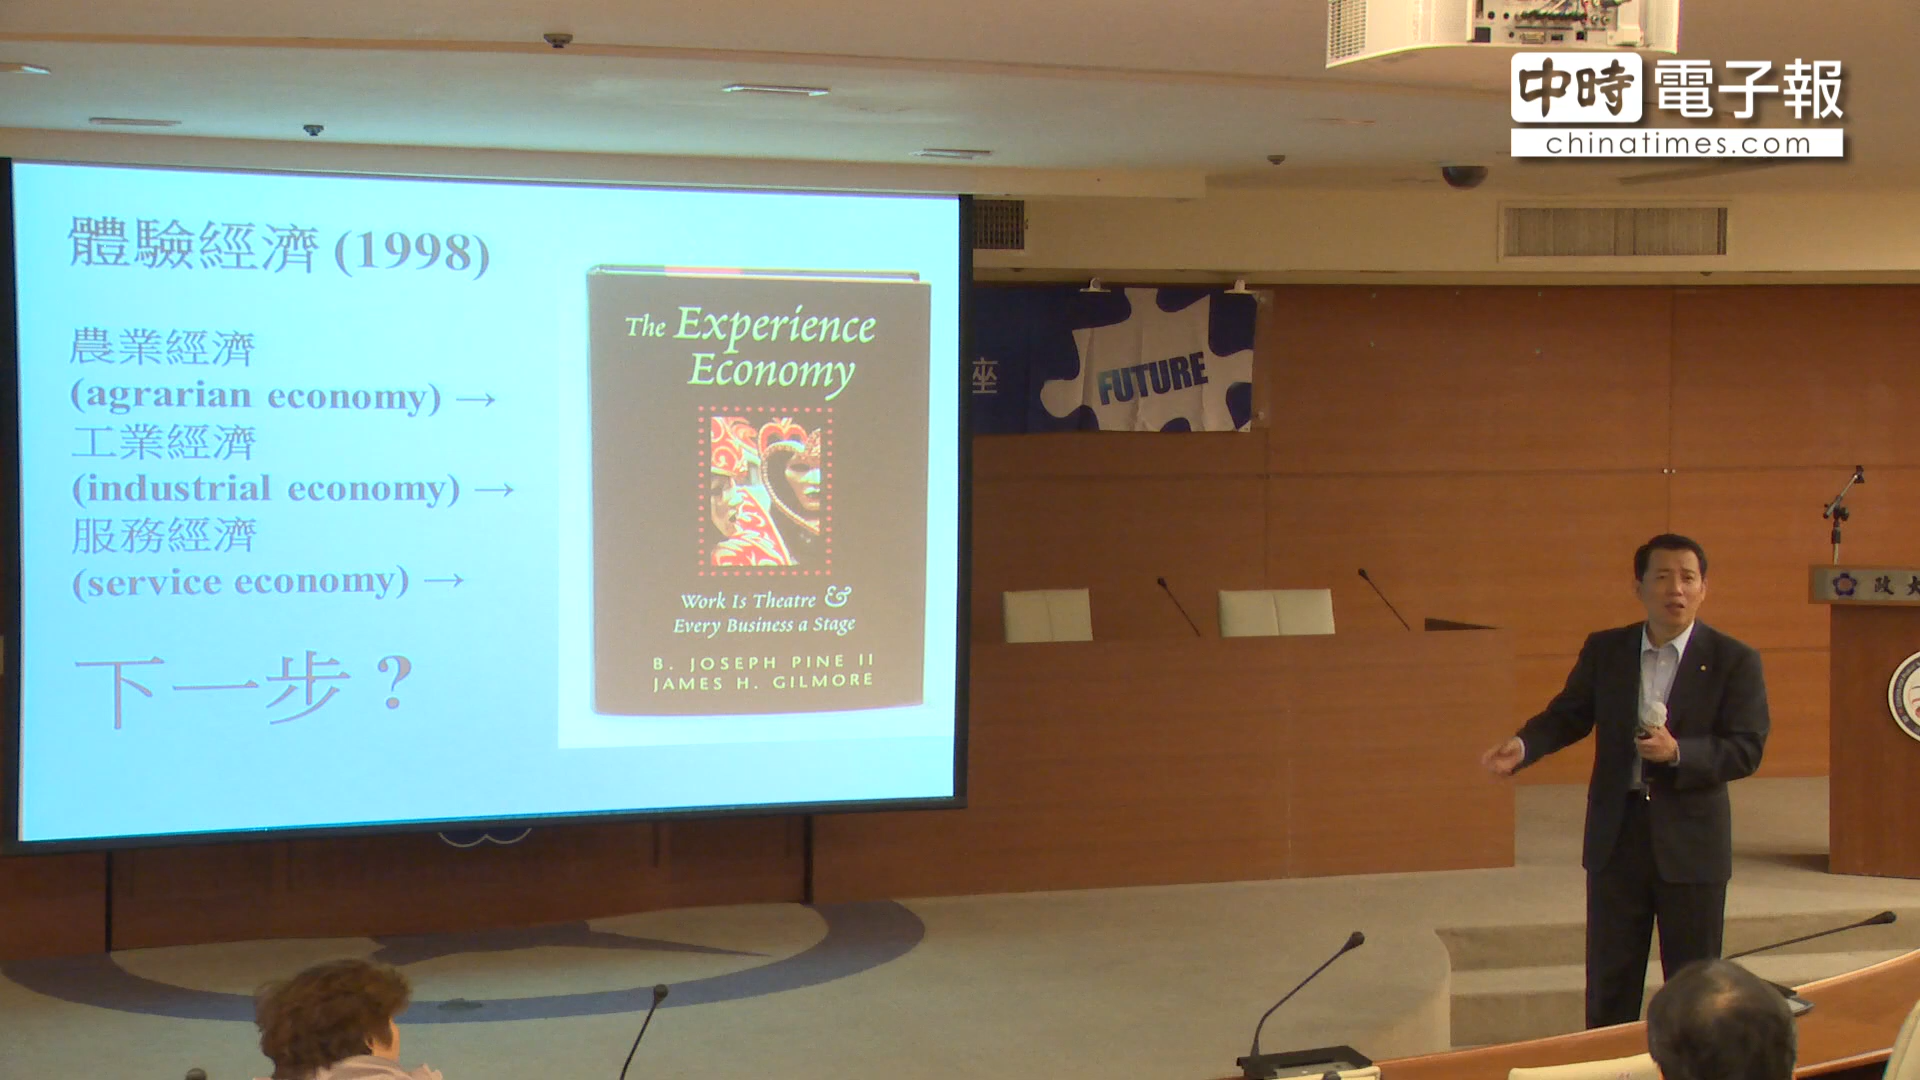 中時 電子報
chinatimes.com
體驗經濟 (1998)
農業經濟
(agrarian economy) →
工業經濟
(industrial economy) →
服務經濟
(service economy) →
下一步？
The Experience
Economy
Work Is Theatre &
Every Business a Stage
B. JOSEPH PINE II
JAMES H. GILMORE
座
FUTURE
政大